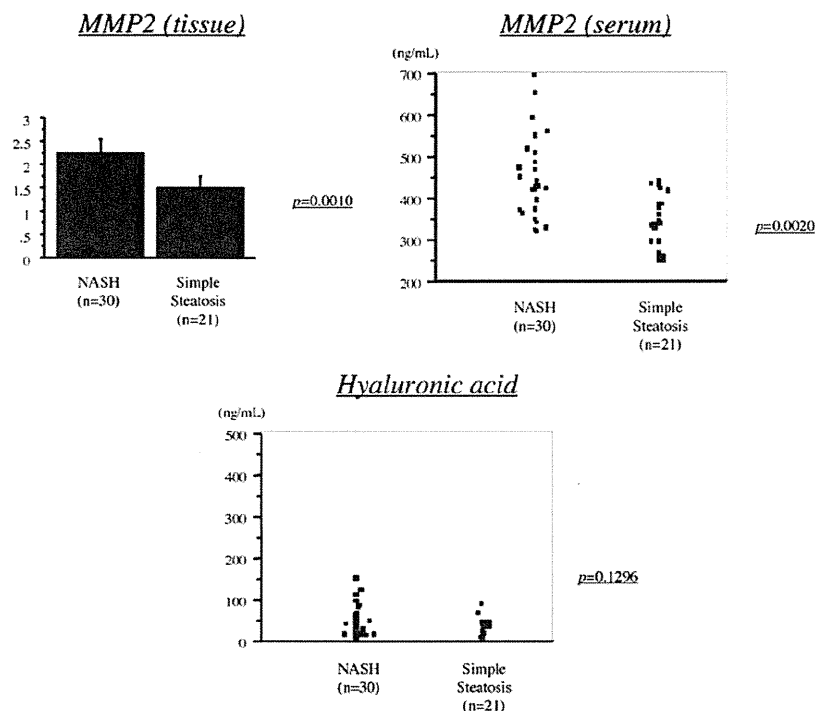 MMP2 (tissue)
3
2.5
2
1.5
1
.5
0
NASH
(n=30)
Simple
Steatosis
(n=21)
p=0.0010
MMP2 (serum)
(ng/mL)
700
600
500
400
300
200
NASH
(n=30)
Simple
Steatosis
(n=21)
p=0.0020
Hyaluronic acid
(ng/mL)
500
400
300
200
100
0
NASH
(n=30)
Simple
Steatosis
(n=21)
p=0.1296